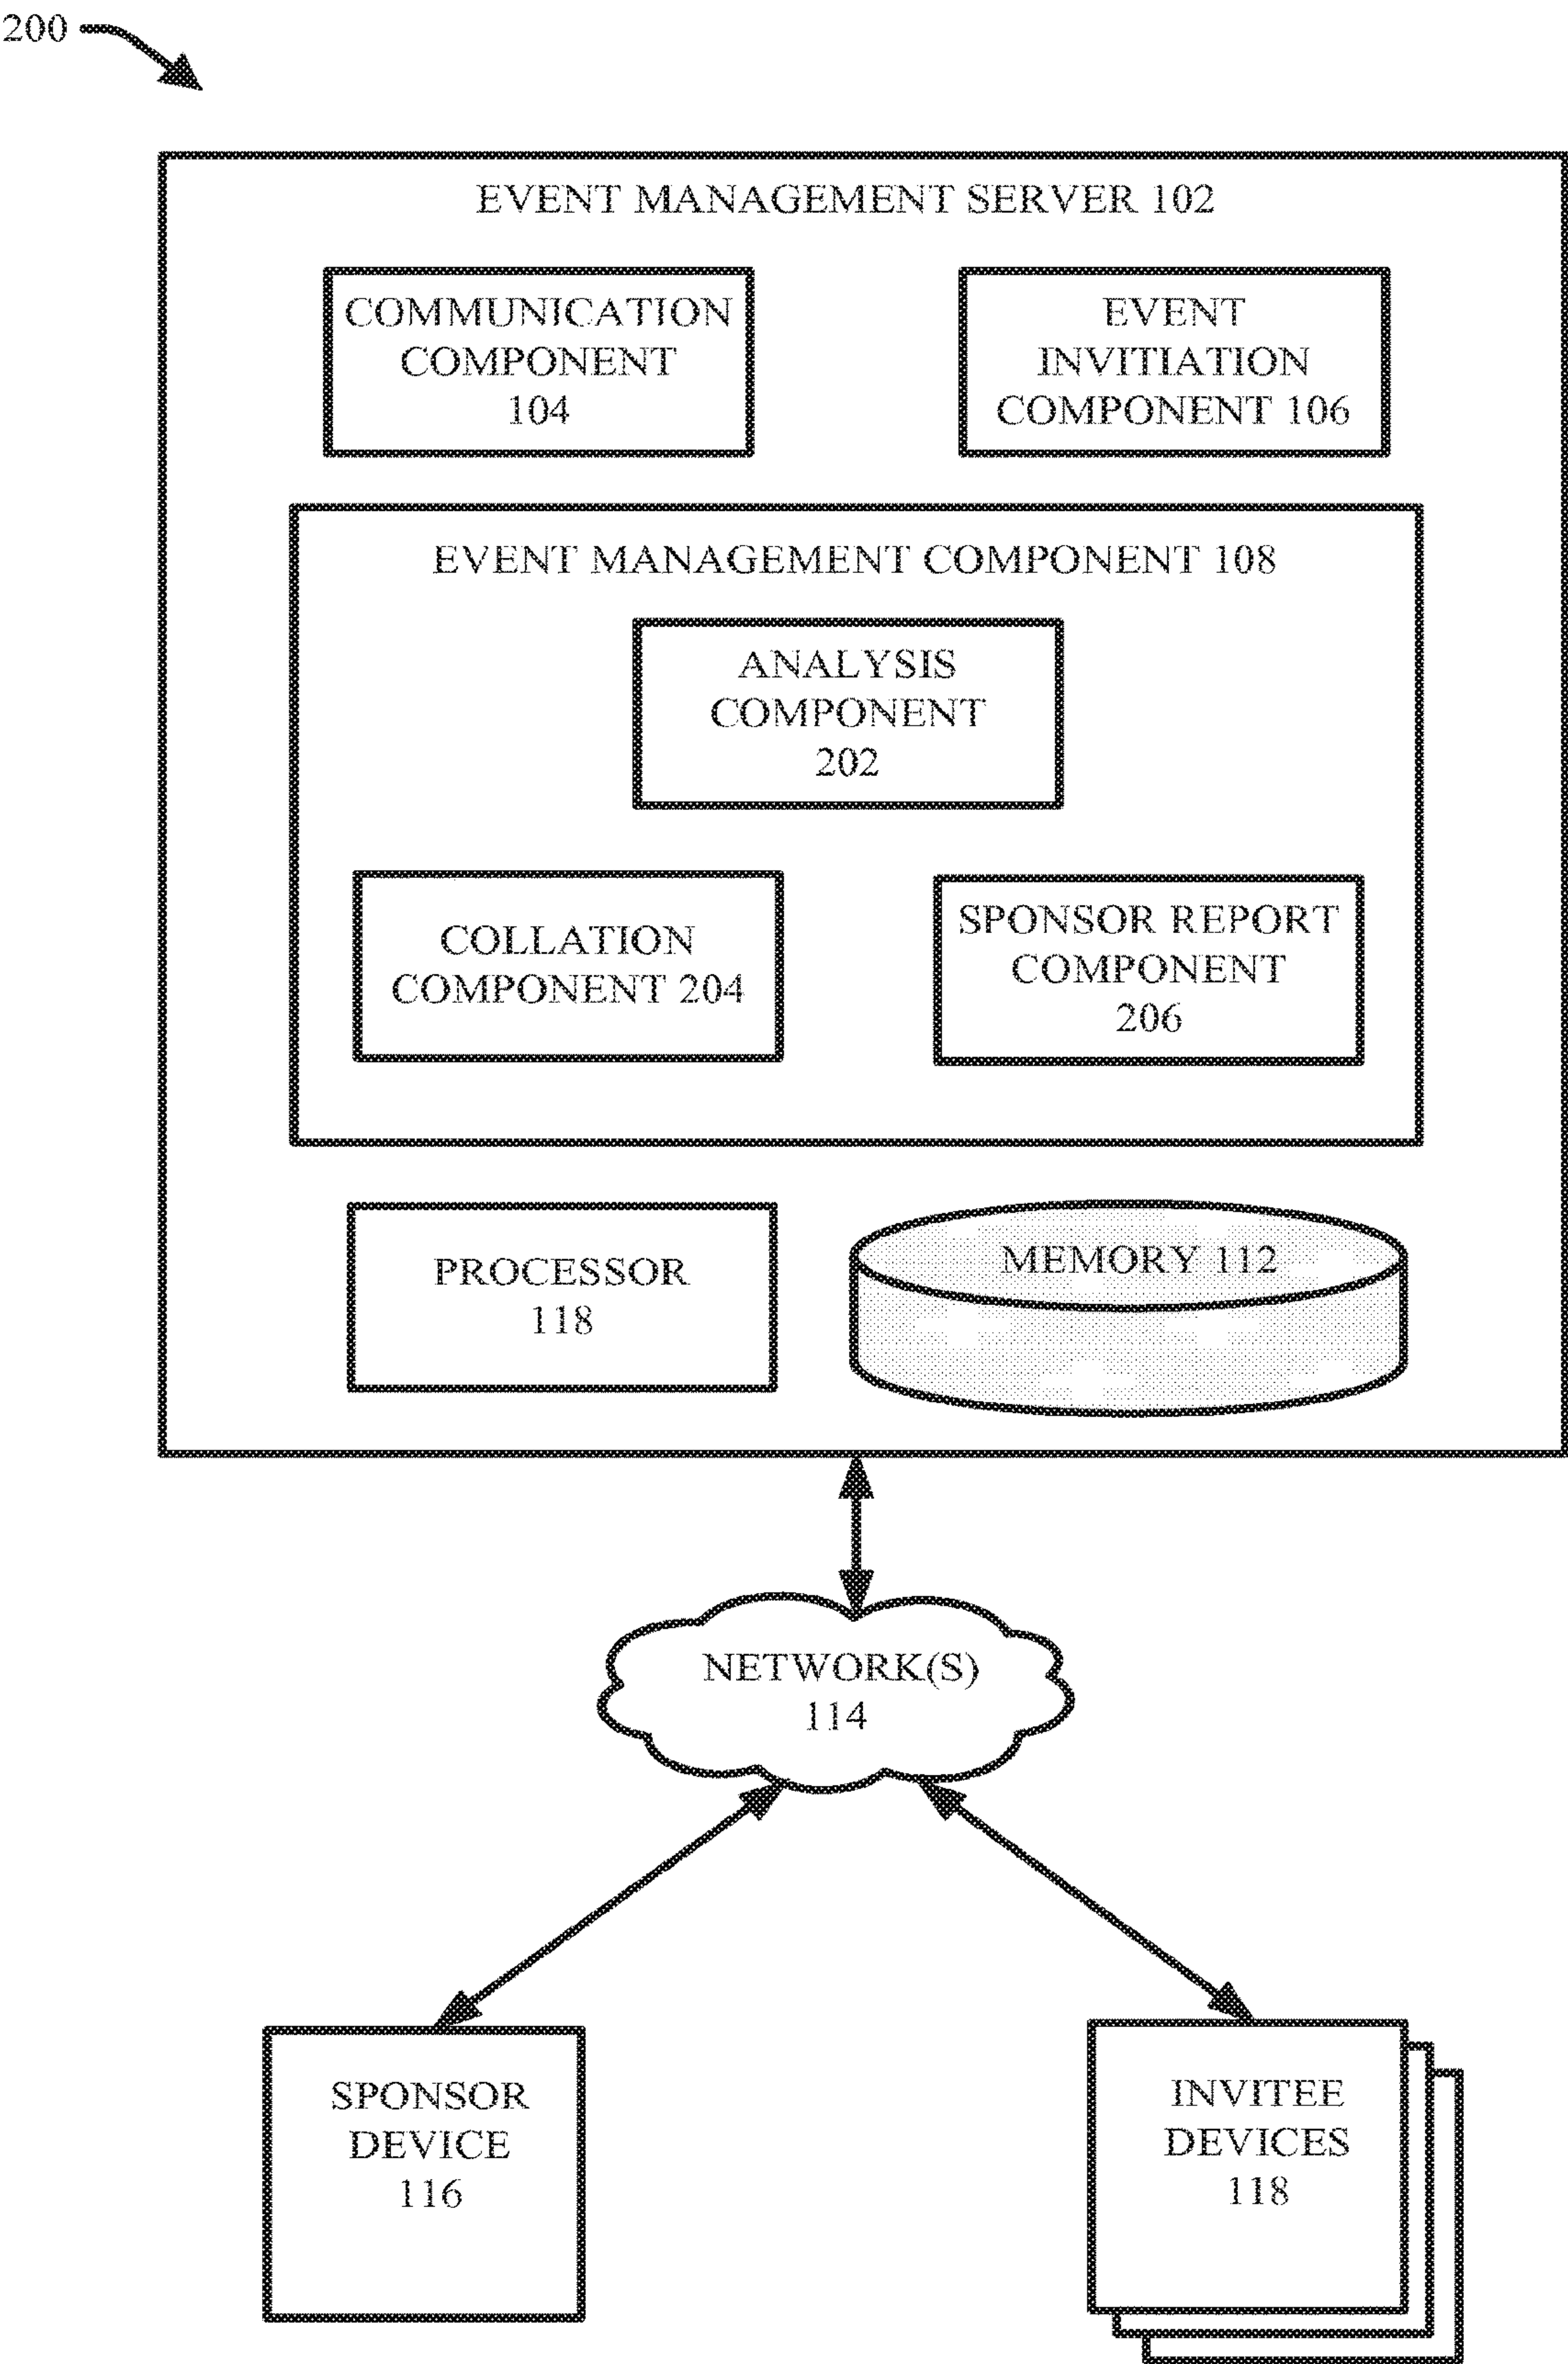 200
EVENT MANAGEMENT SERVER 102
COMMUNICATION
COMPONENT
104
EVENT
INVITIATION
COMPONENT 106
EVENT MANAGEMENT COMPONENT 108
ANALYSIS
COMPONENT
202
COLLATION
COMPONENT 204
SPONSOR REPORT
COMPONENT
206
PROCESSOR
118
MEMORY 112
NETWORK(S)
114
SPONSOR
DEVICE
116
INVITEE
DEVICES
118